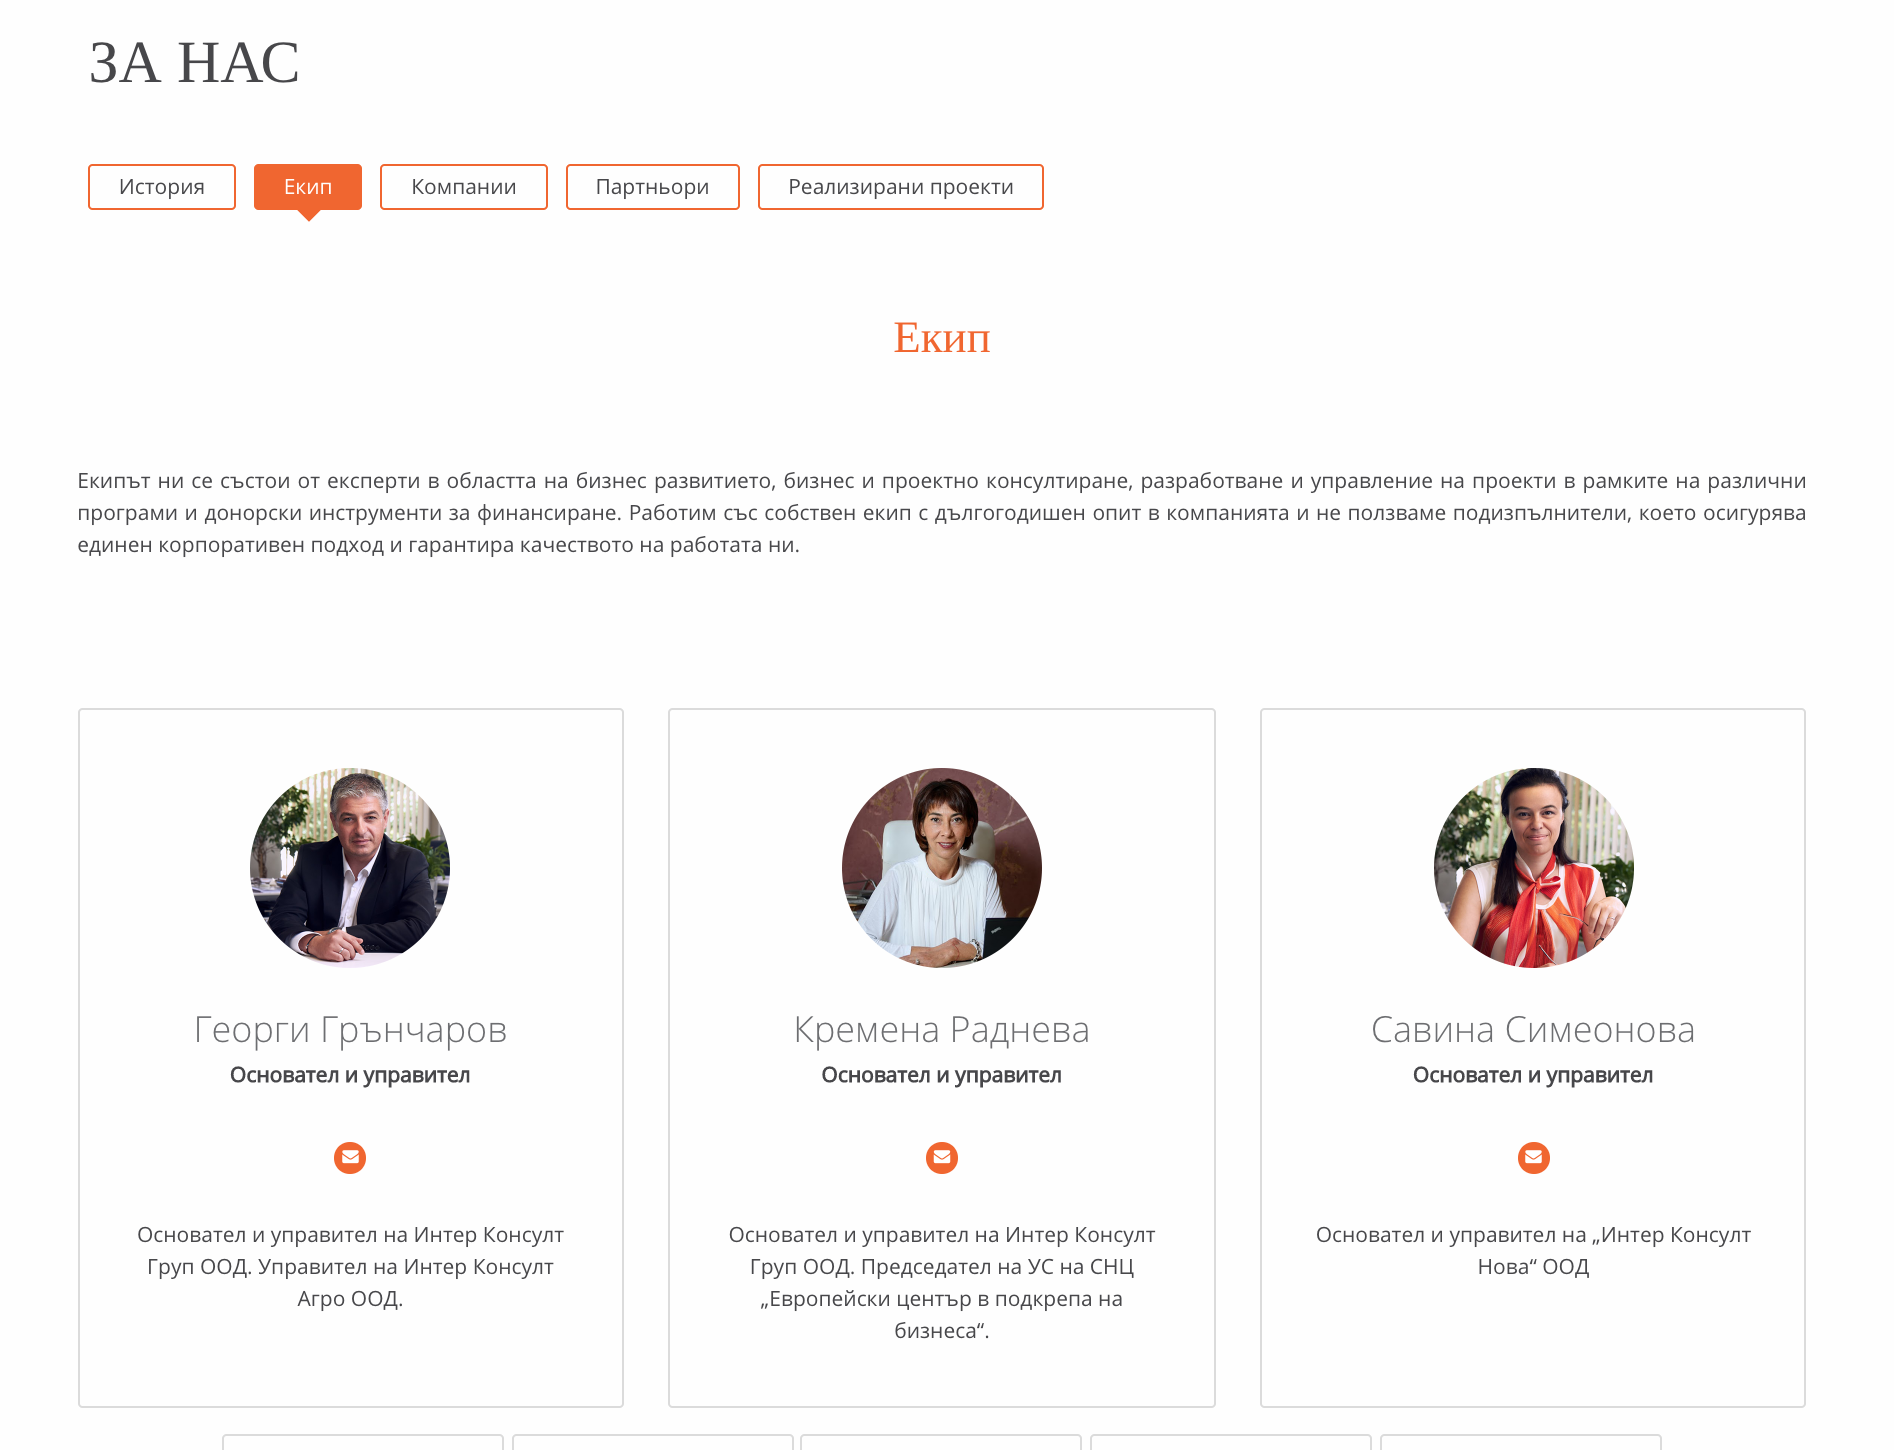 ЗА НАС
История
Екип
Компании
Партньори
Реализирани проекти
Екип
Екипът ни се състои от експерти в областта на бизнес развитието, бизнес и проектно консултиране, разработване и управление на проекти в рамките на различни
програми и донорски инструменти за финансиране. Работим със собствен екип с дългогодишен опит в компанията и не ползваме подизпълнители, което осигурява
единен корпоративен подход и гарантира качеството на работата ни.
Георги Грънчаров
Основател и управител
Основател и управител на Интер Консулт
Груп ООД. Управител на Интер Консулт
Агро ООД.
Кремена Раднева
Основател и управител
Основател и управител на Интер Консулт
Груп ООД. Председател на УС на СНЦ
„Европейски център в подкрепа на
бизнеса“.
Савина Симеонова
Основател и управител
Основател и управител на „Интер Консулт
Нова“ ООД